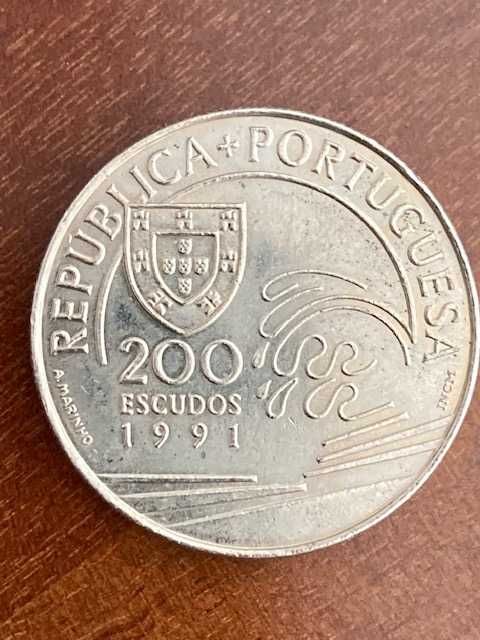 REPUBLICA + PORTUGUESA
200
ESCUDOS
1991
A. MARINHO
INCM